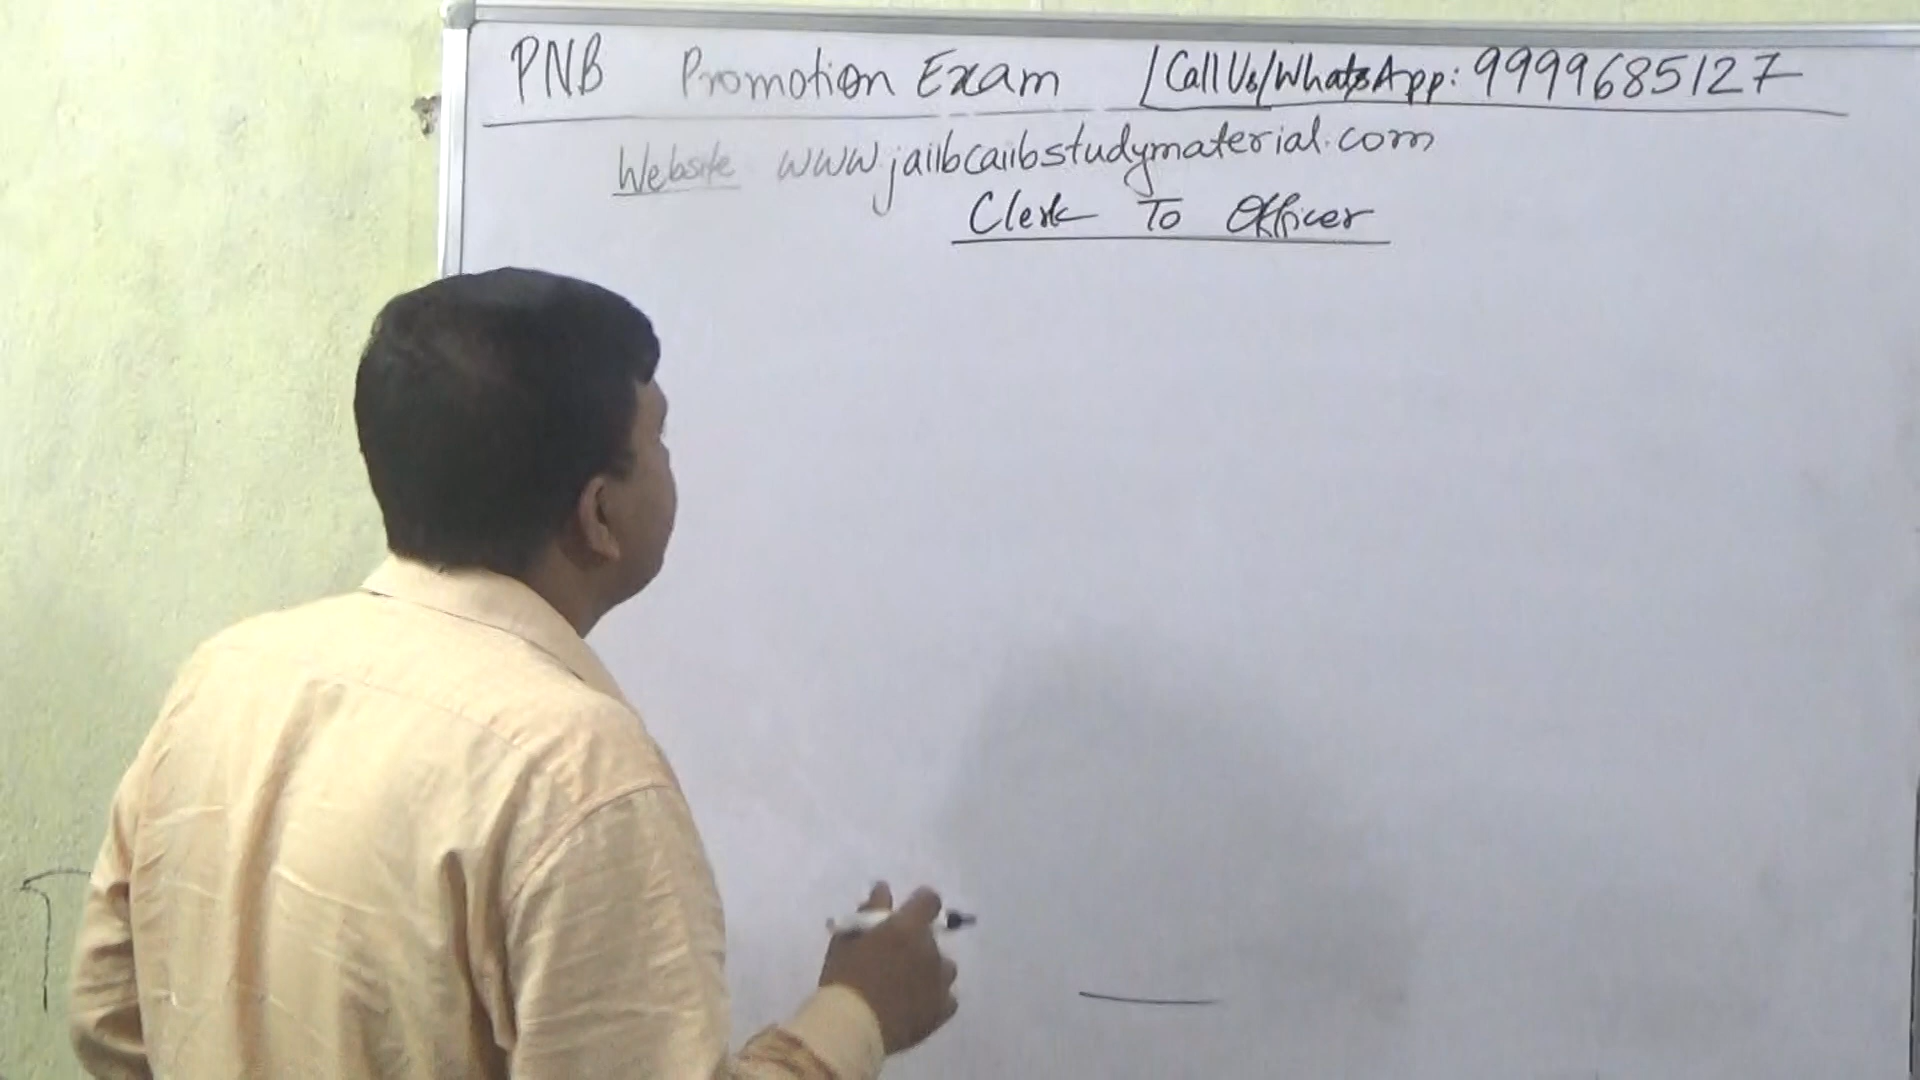 PNB Promotion Exam / Call Us/WhatsApp: 9999685127
Website www.jaiibcaiibstudymaterial.com
Clerk To Officer